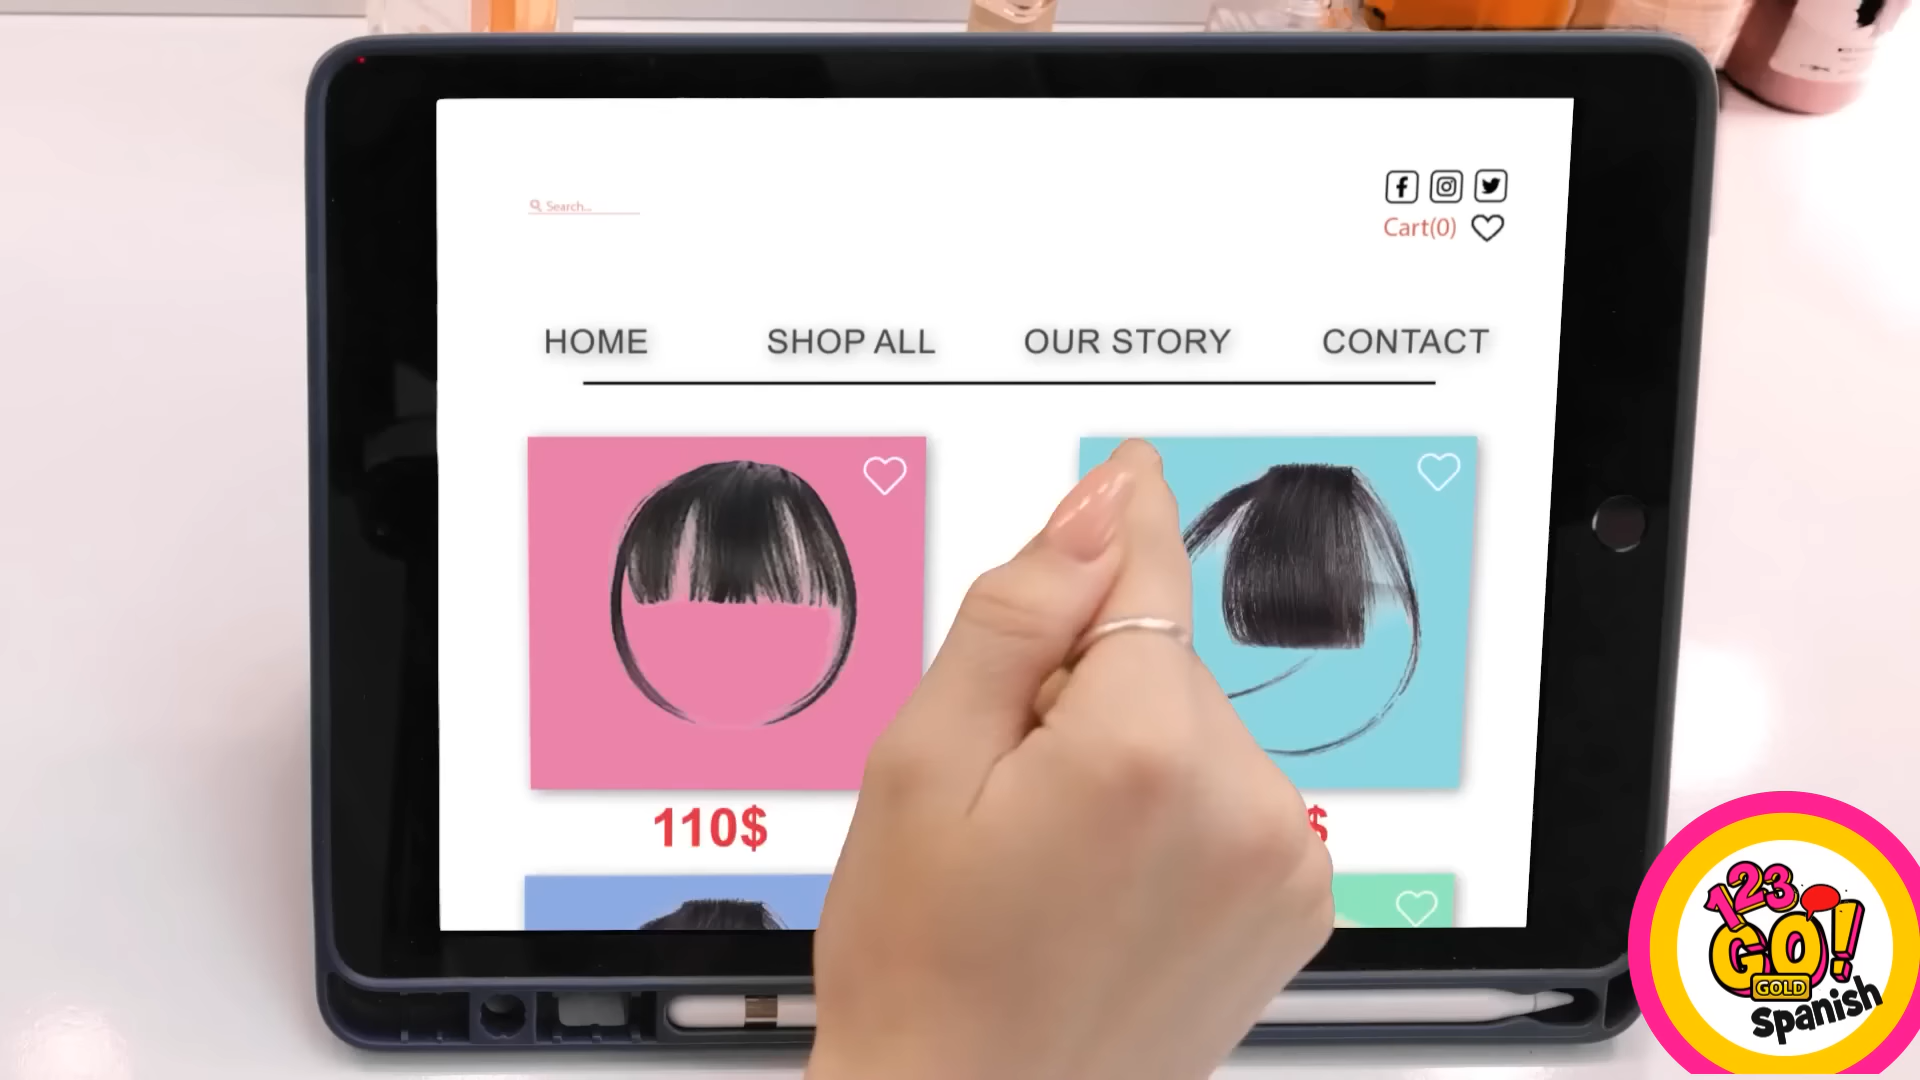 Search...
Cart(0)
HOME SHOP ALL OUR STORY CONTACT
110$
$
123
GO!
GOLD
Spanish